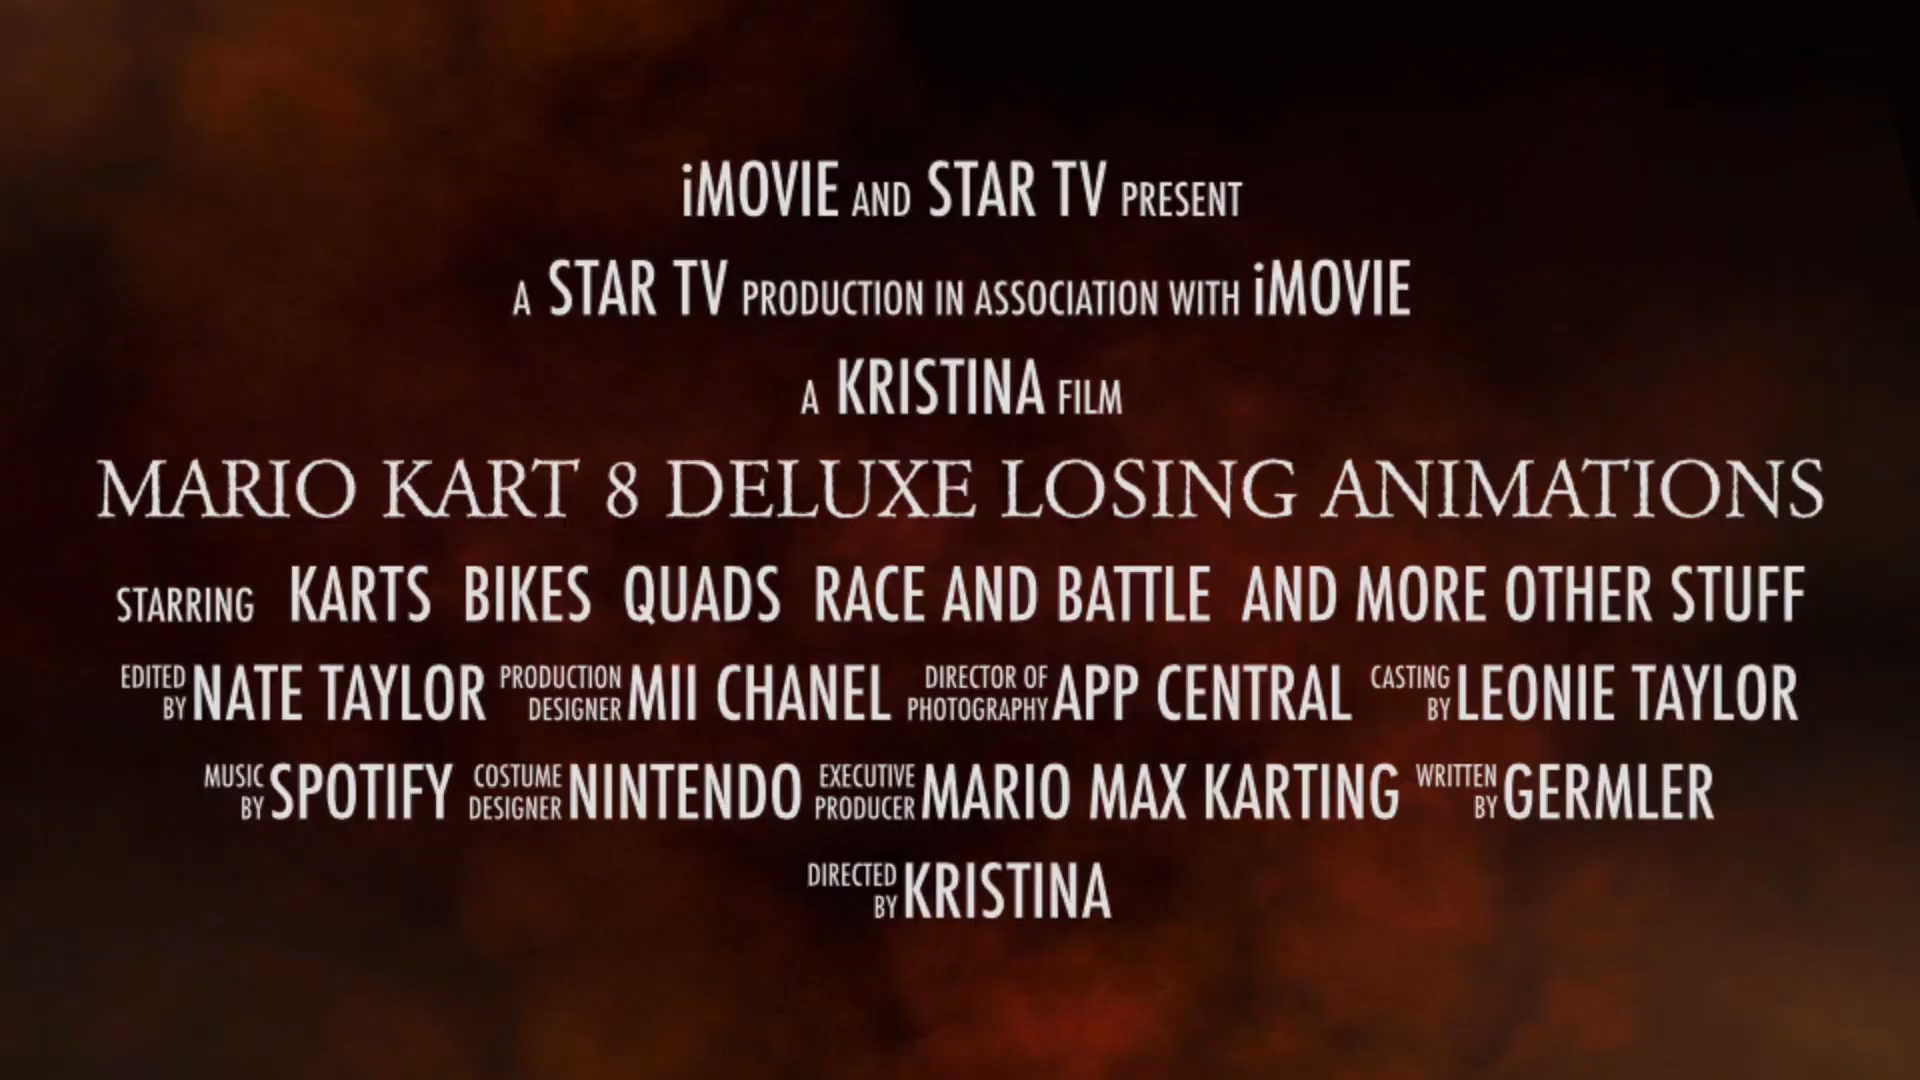 iMOVIE AND STAR TV PRESENT
A STAR TV PRODUCTION IN ASSOCIATION WITH iMOVIE
A KRISTINA FILM
MARIO KART 8 DELUXE LOSING ANIMATIONS
STARRING KARTS BIKES QUADS RACE AND BATTLE AND MORE OTHER STUFF
EDITED BY NATE TAYLOR PRODUCTION DESIGNER MII CHANEL DIRECTOR OF PHOTOGRAPHY APP CENTRAL CASTING BY LEONIE TAYLOR
MUSIC BY SPOTIFY COSTUME DESIGNER NINTENDO EXECUTIVE PRODUCER MARIO MAX KARTING WRITTEN BY GERMLER
DIRECTED BY KRISTINA